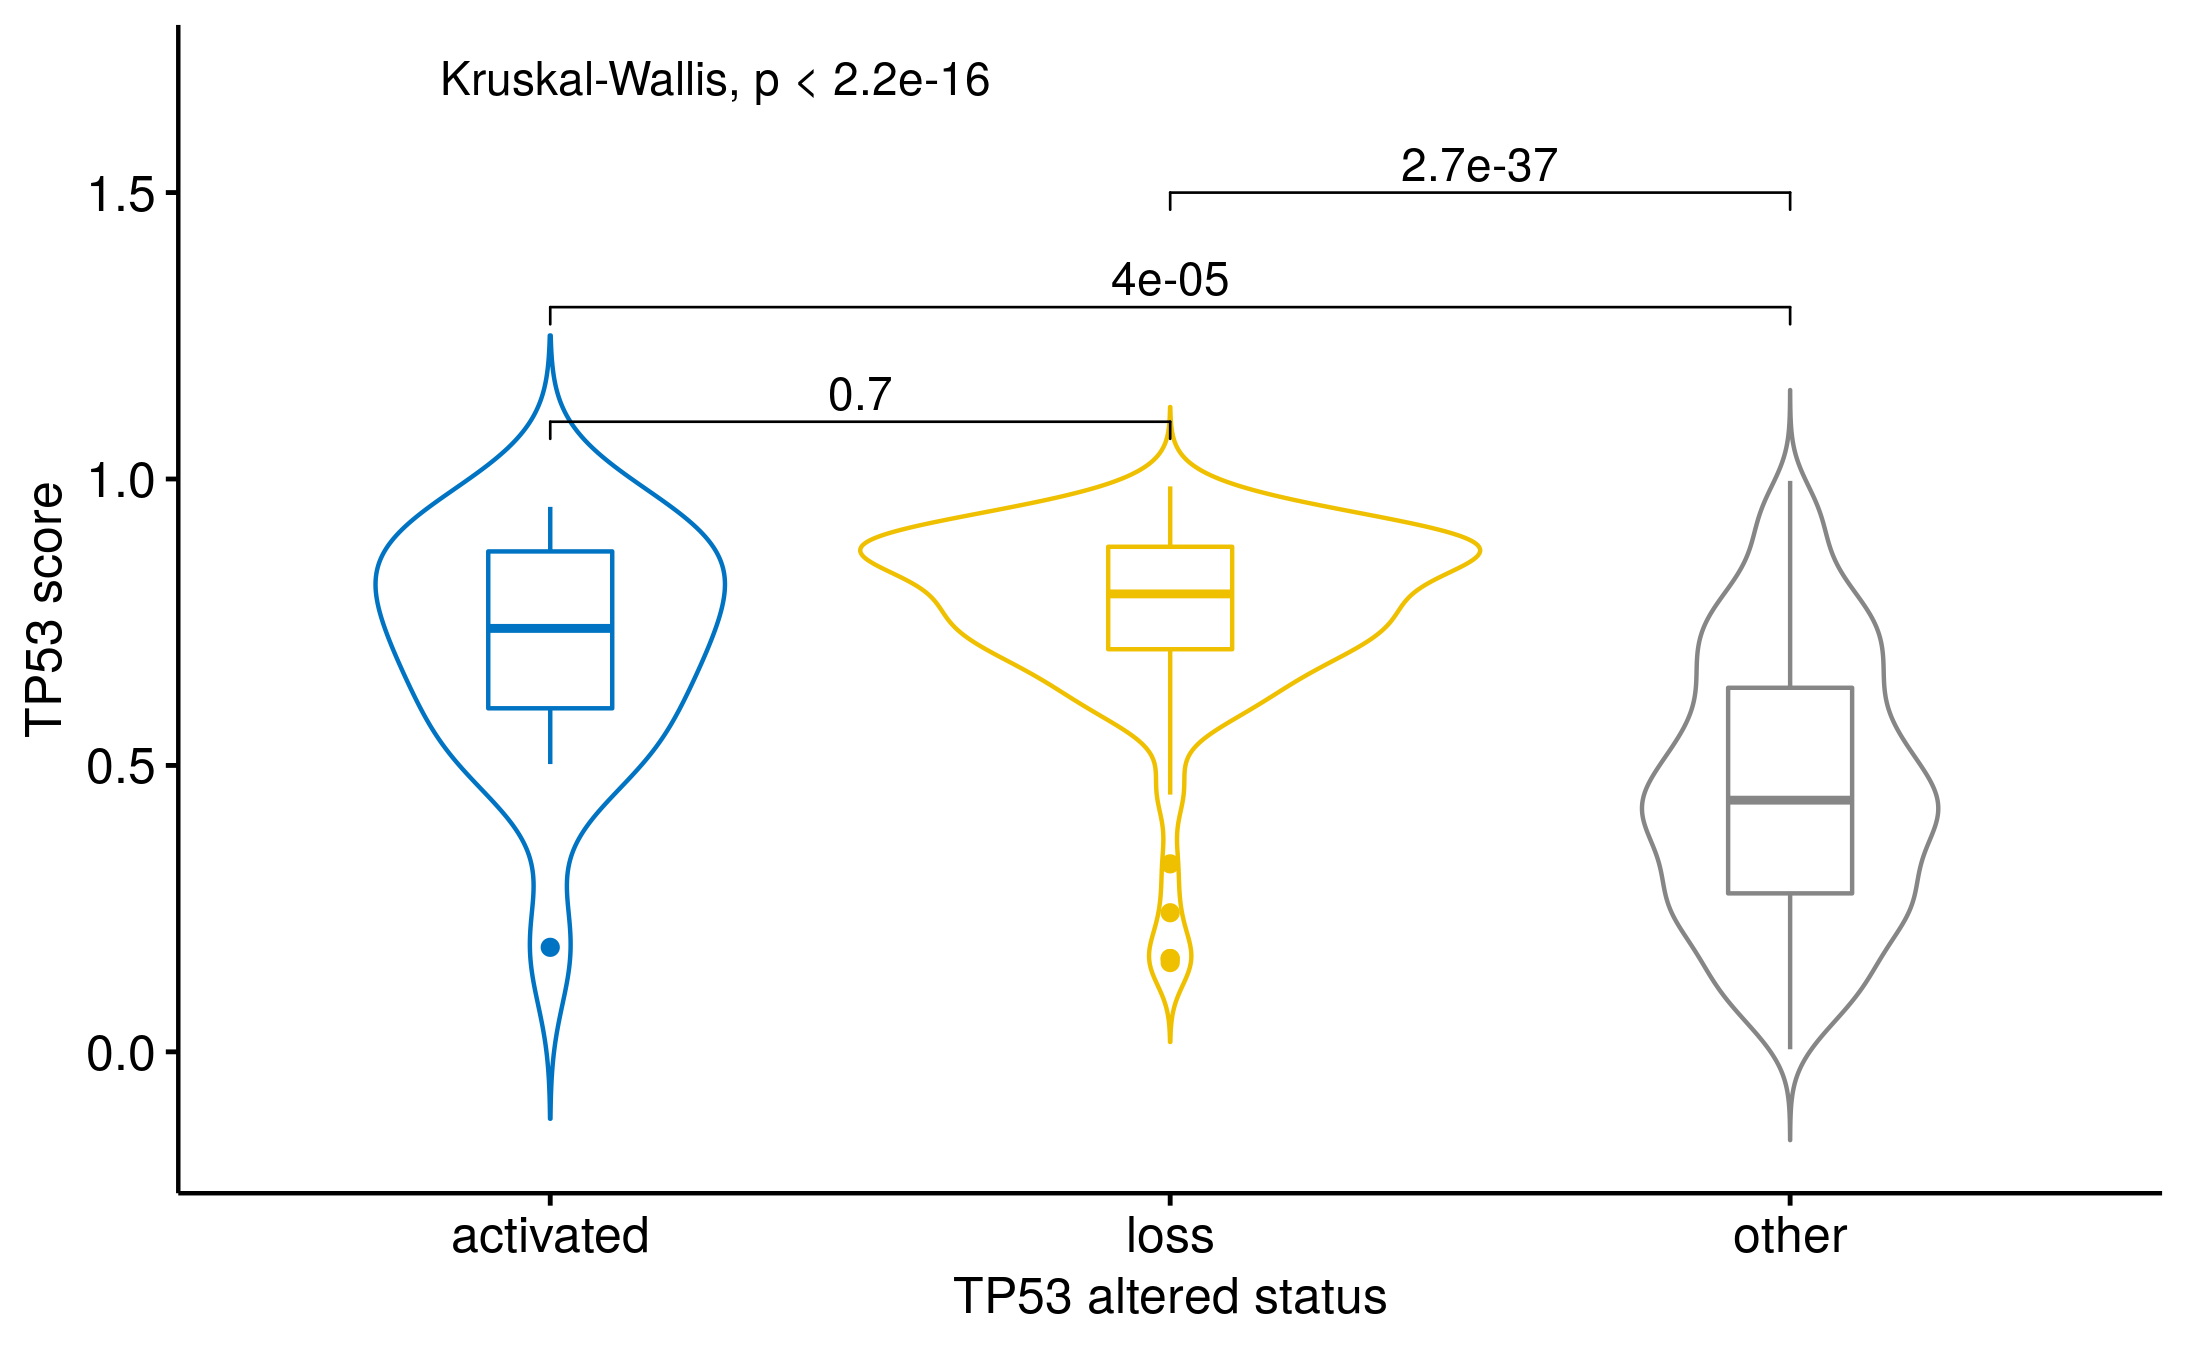 Kruskal-Wallis, p < 2.2e-16
2.7e-37
1.5
4e-05
0.7
1.0
TP53 score
0.5
0.0
activated
loss
other
TP53 altered status